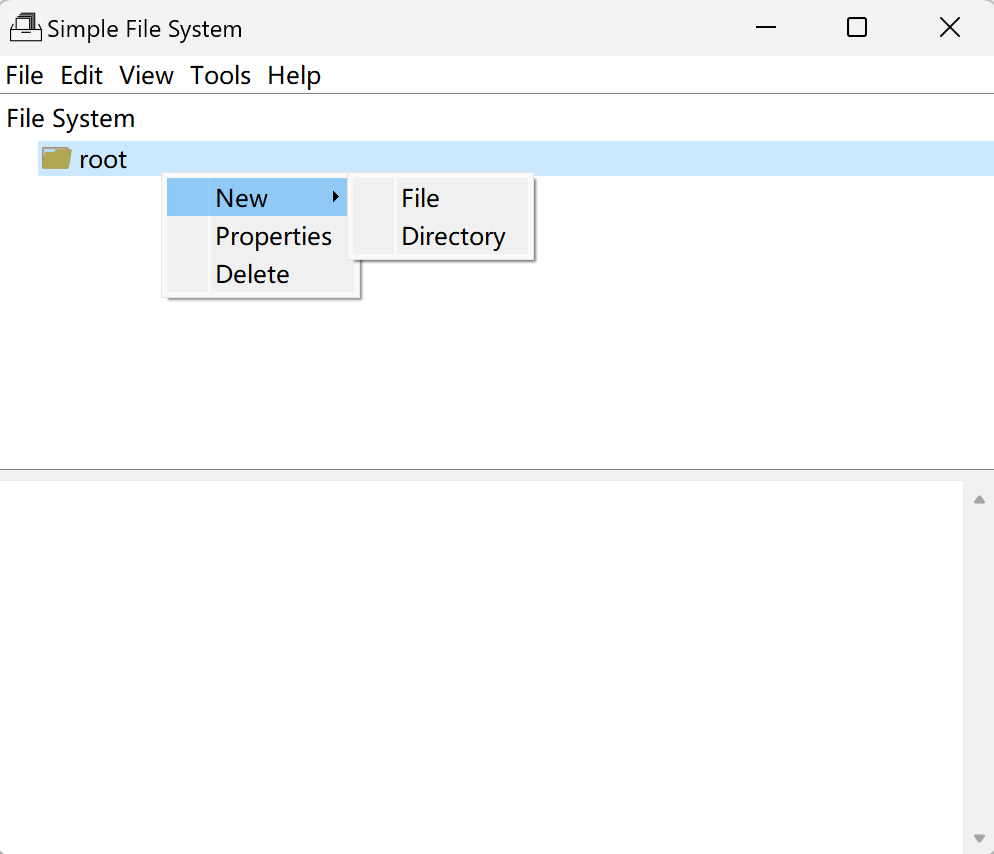 Simple File System
File Edit View Tools Help
File System
root
New File
Properties Directory
Delete